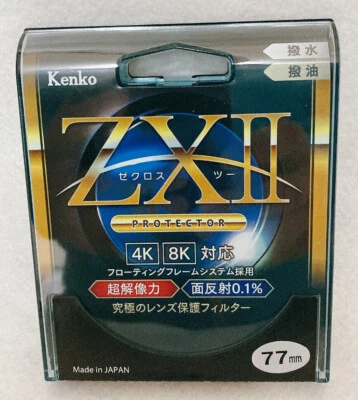 撥水
撥油
Kenko
ZXII
ゼクロス ツー
PROTECTOR
4K 8K 対応
フローティングフレームシステム採用
超解像力 面反射0.1%
究極のレンズ保護フィルター
77mm
Made in JAPAN